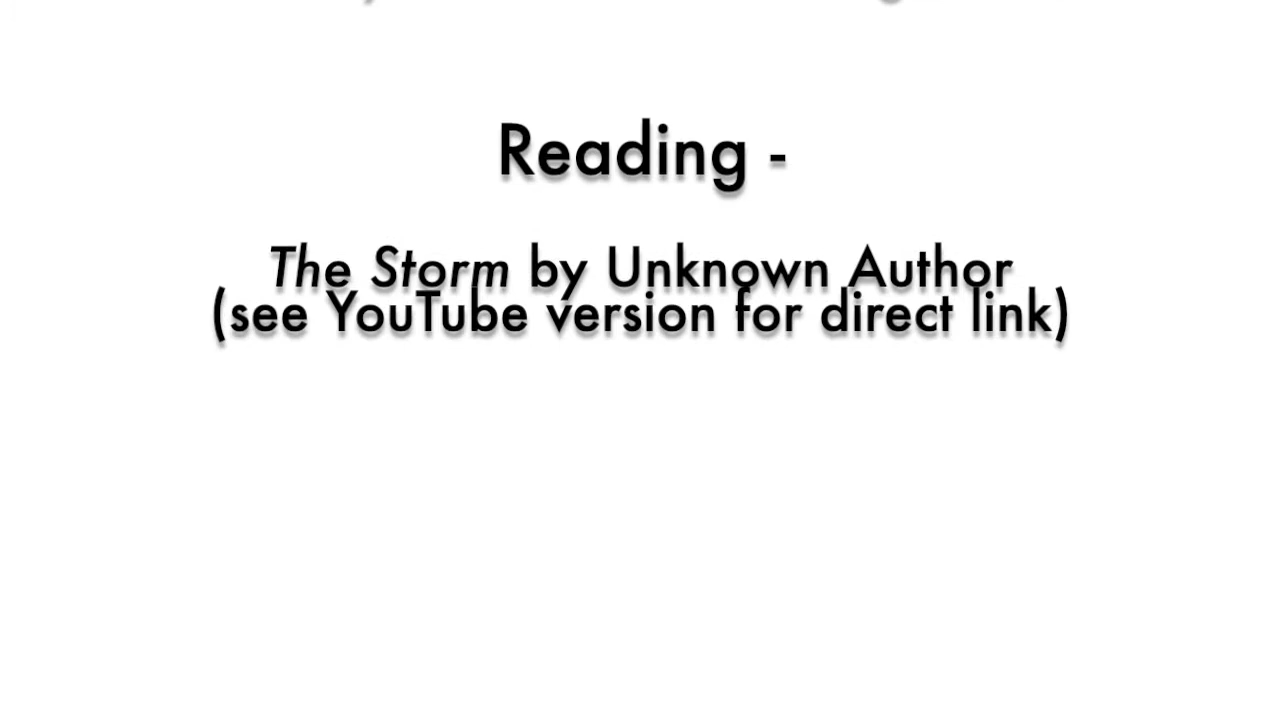 Reading -
The Storm by Unknown Author
(see YouTube version for direct link)